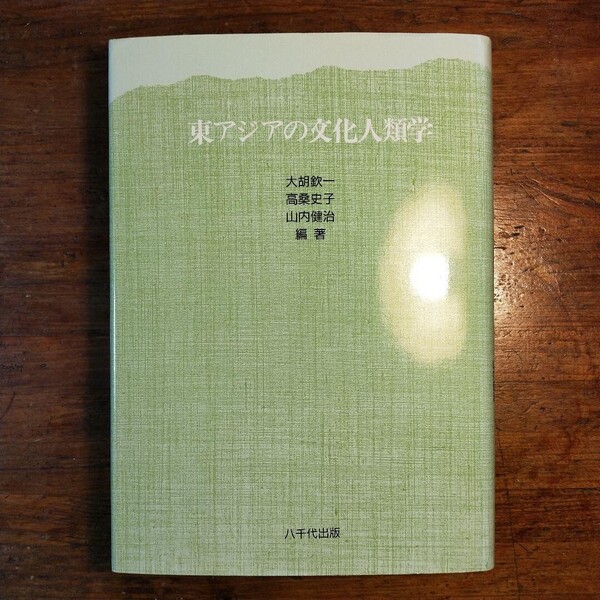 東アジアの文化人類学
大胡欽一
高桑史子
山内健治
編著
八千代出版